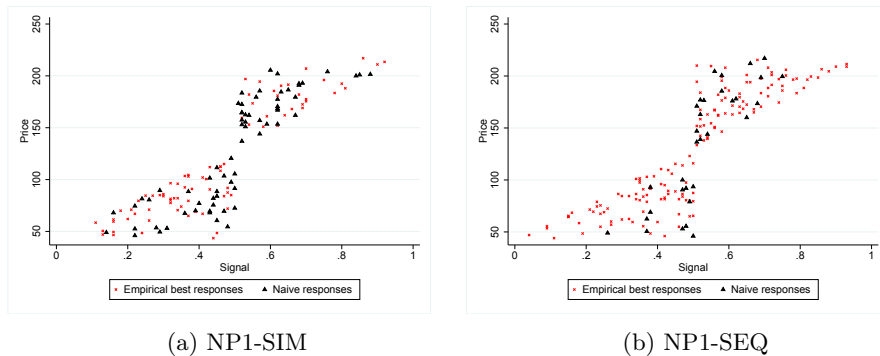 250
200
150
100
50
Price
0
.2
.4
.6
.8
1
Signal
Empirical best responses
Naive responses
(a) NP1-SIM
250
200
150
100
50
Price
0
.2
.4
.6
.8
1
Signal
Empirical best responses
Naive responses
(b) NP1-SEQ